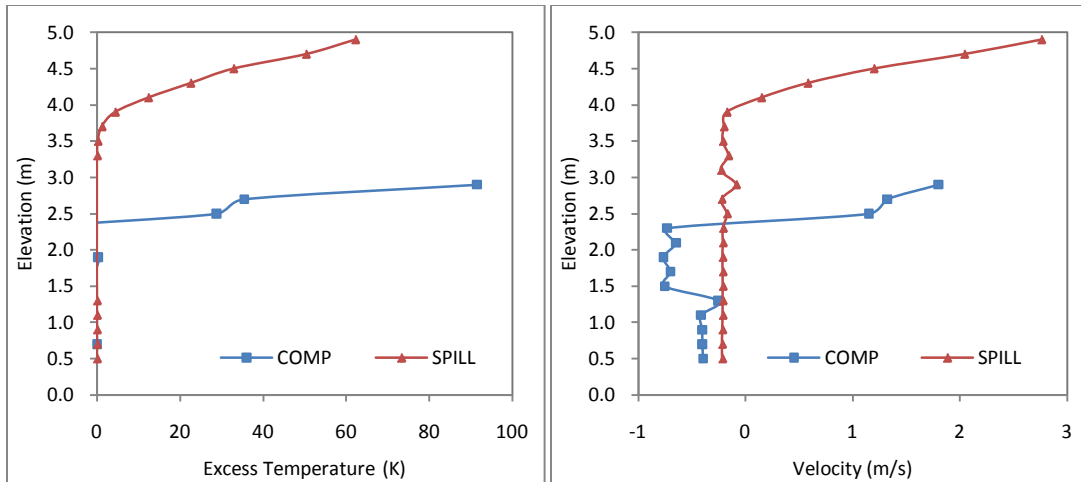 5.0
4.5
4.0
3.5
3.0
2.5
2.0
1.5
1.0
0.5
0.0
Elevation (m)
COMP SPILL
0 20 40 60 80 100
Excess Temperature (K)
5.0
4.5
4.0
3.5
3.0
2.5
2.0
1.5
1.0
0.5
0.0
Elevation (m)
COMP SPILL
-1 0 1 2 3
Velocity (m/s)